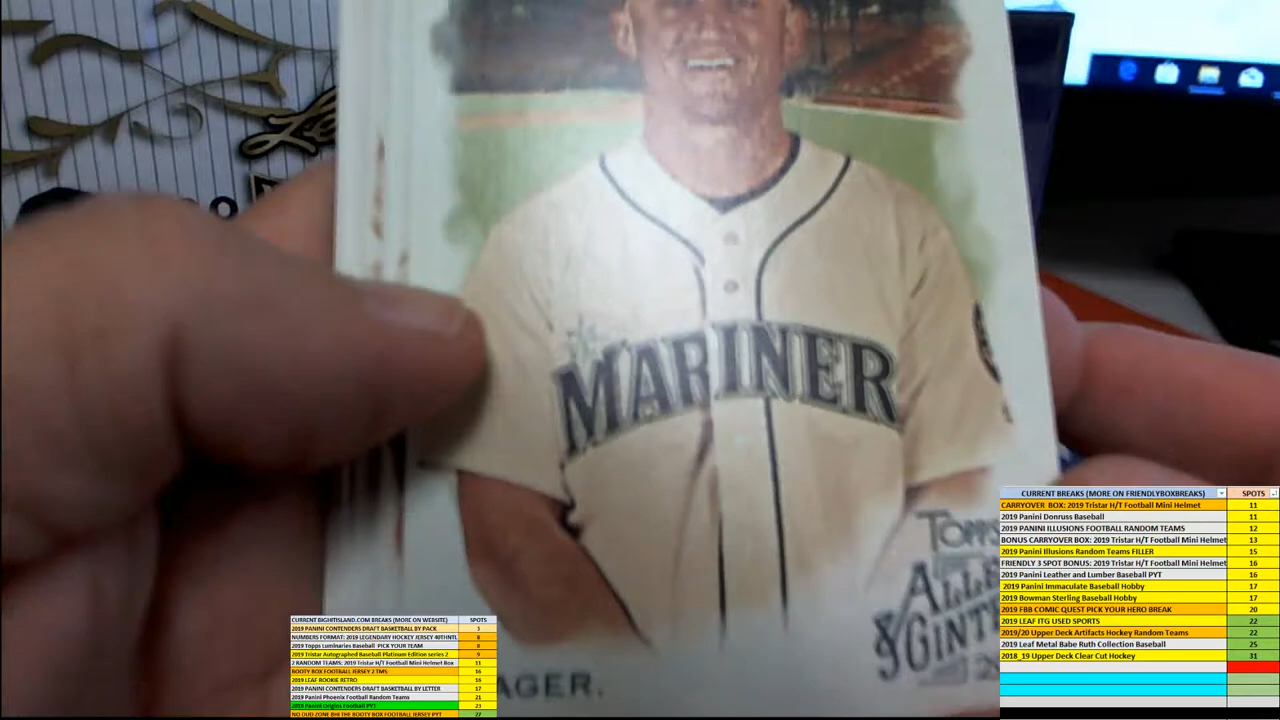 MARINER
TOPPS
ALLE
GINTE
20
AGER.
CURRENT BREAKS (MORE ON FRIENDLYBOXBREAKS) SPOTS
CARRYOVER BOX: 2019 Tristar H/T Football Mini Helmet 11
2019 Panini Donruss Baseball 11
2019 PANINI ILLUSIONS FOOTBALL RANDOM TEAMS 12
BONUS CARRYOVER BOX: 2019 Tristar H/T Football Mini Helmet 13
2019 Panini Illusions Random Teams FILLER 15
FRIENDLY 3 SPOT BONUS: 2019 Tristar H/T Football Mini Helmet 16
2019 Panini Leather and Lumber Baseball PYT 16
2019 Panini Immaculate Baseball Hobby 17
2019 Bowman Sterling Baseball Hobby 17
2019 FBB COMIC QUEST PICK YOUR HERO BREAK 20
2019 LEAF ITG USED SPORTS 22
2019/20 Upper Deck Artifacts Hockey Random Teams 22
2019 Leaf Metal Babe Ruth Collection Baseball 25
2018_19 Upper Deck Clear Cut Hockey 31
CURRENT BIGHITISLAND.COM BREAKS (MORE ON WEBSITE) SPOTS
2019 PANINI CONTENDERS DRAFT BASKETBALL BY PACK 3
NUMBERS FORMAT: 2019 LEGENDARY HOCKEY JERSEY 40THNTL 8
2019 Topps Luminaries Baseball PICK YOUR TEAM 8
2019 Tristar Autographed Baseball Platinum Edition series 2 9
2 RANDOM TEAMS: 2019 Tristar H/T Football Mini Helmet Box 11
BOOTY BOX FOOTBALL JERSEY 2 TMS 16
2019 LEAF ROOKIE RETRO 16
2019 PANINI CONTENDERS DRAFT BASKETBALL BY LETTER 17
2019 Panini Phoenix Football Random Teams 21
2019 Panini Origins Football PYT 23
NO DUD ZONE BHI THE BOOTY BOX FOOTBALL JERSEY PYT 27